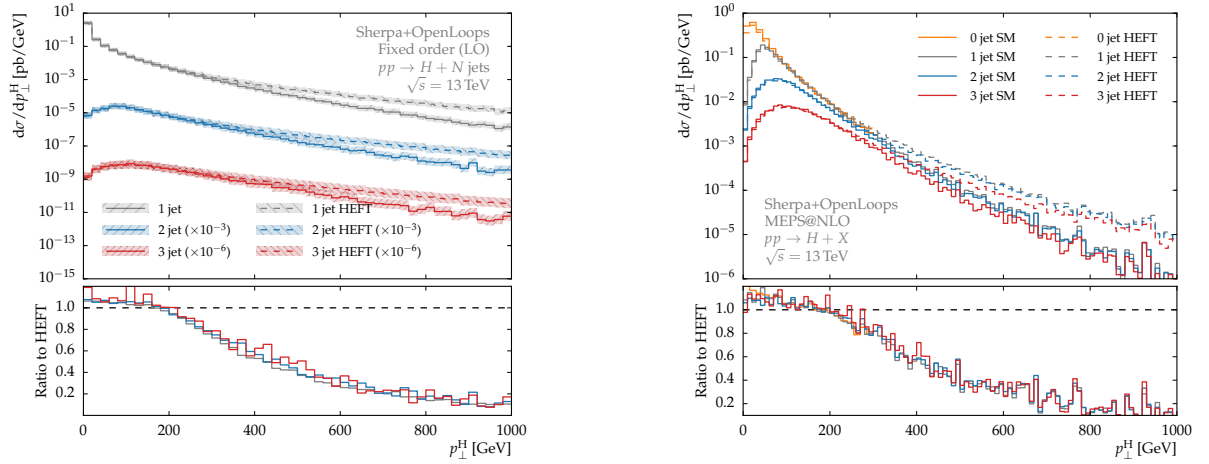 10^3
10^1
10^−1
10^−3
10^−5
10^−7
10^−9
10^−11
10^−13
10^−15
dσ/dp⊥^H [pb/GeV]
Sherpa+OpenLoops
Fixed order (LO)
pp → H + N jets
√s = 13 TeV
1 jet
1 jet HEFT
2 jet (×10^−3)
2 jet HEFT (×10^−3)
3 jet (×10^−6)
3 jet HEFT (×10^−6)
Ratio to HEFT
1.0
0.8
0.6
0.4
0.2
0 200 400 600 800 1000
p⊥^H [GeV]
10^0
10^−1
10^−2
10^−3
10^−4
10^−5
10^−6
dσ/dp⊥^H [pb/GeV]
0 jet SM
0 jet HEFT
1 jet SM
1 jet HEFT
2 jet SM
2 jet HEFT
3 jet SM
3 jet HEFT
Sherpa+OpenLoops
MEPS@NLO
pp → H + X
√s = 13 TeV
Ratio to HEFT
1.0
0.8
0.6
0.4
0.2
0 200 400 600 800 1000
p⊥^H [GeV]